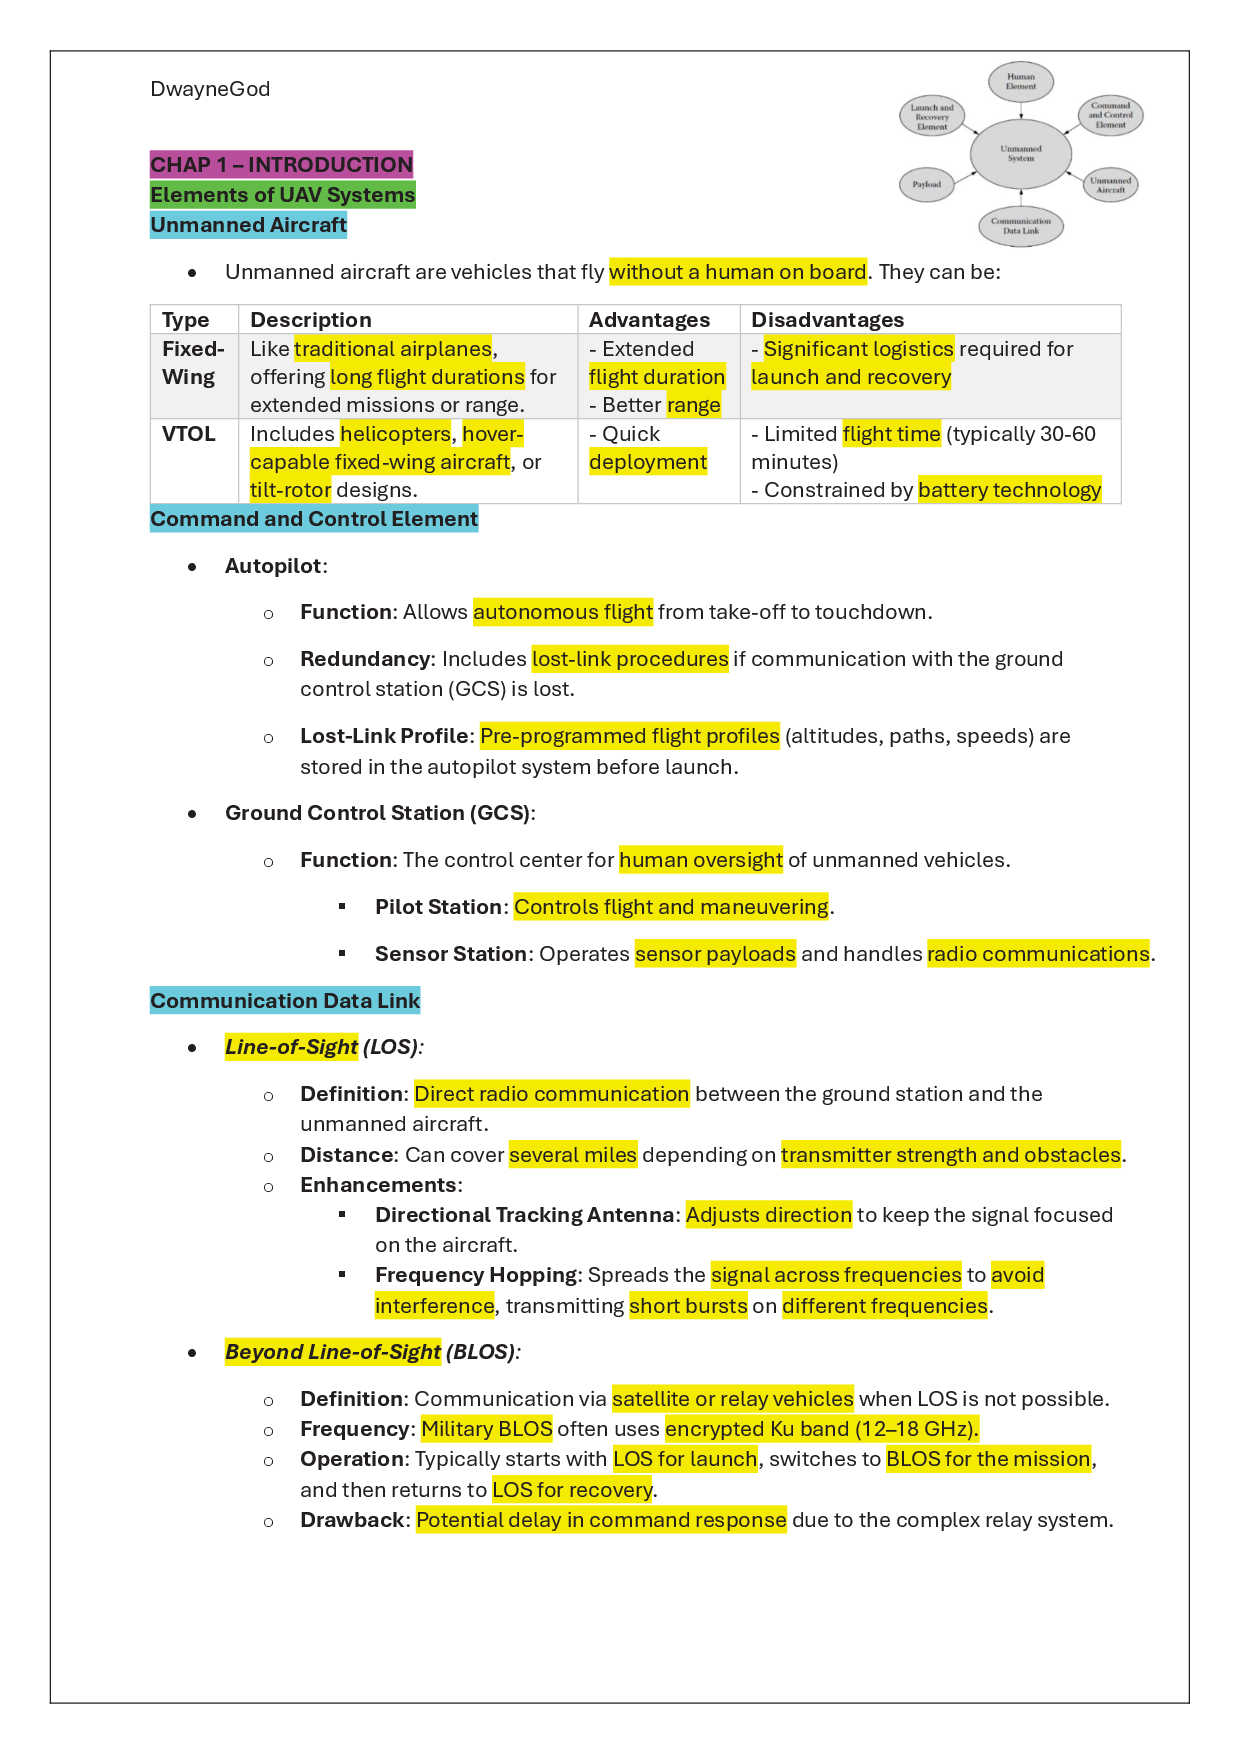 DwayneGod
Human
Element
Launch and
Recovery
Element
Command
and Control
Element
Unmanned
System
Payload
Unmanned
Aircraft
Communication
Data Link
CHAP 1 – INTRODUCTION
Elements of UAV Systems
Unmanned Aircraft
• Unmanned aircraft are vehicles that fly without a human on board. They can be:
Type Description Advantages Disadvantages
Fixed-
Wing
Like traditional airplanes,
offering long flight durations for
extended missions or range.
- Extended
flight duration
- Better range
- Significant logistics required for
launch and recovery
VTOL
Includes helicopters, hover-
capable fixed-wing aircraft, or
tilt-rotor designs.
- Quick
deployment
- Limited flight time (typically 30-60
minutes)
- Constrained by battery technology
Command and Control Element
• Autopilot:
o Function: Allows autonomous flight from take-off to touchdown.
o Redundancy: Includes lost-link procedures if communication with the ground
control station (GCS) is lost.
o Lost-Link Profile: Pre-programmed flight profiles (altitudes, paths, speeds) are
stored in the autopilot system before launch.
• Ground Control Station (GCS):
o Function: The control center for human oversight of unmanned vehicles.
▪ Pilot Station: Controls flight and maneuvering.
▪ Sensor Station: Operates sensor payloads and handles radio communications.
Communication Data Link
• Line-of-Sight (LOS):
o Definition: Direct radio communication between the ground station and the
unmanned aircraft.
o Distance: Can cover several miles depending on transmitter strength and obstacles.
o Enhancements:
▪ Directional Tracking Antenna: Adjusts direction to keep the signal focused
on the aircraft.
▪ Frequency Hopping: Spreads the signal across frequencies to avoid
interference, transmitting short bursts on different frequencies.
• Beyond Line-of-Sight (BLOS):
o Definition: Communication via satellite or relay vehicles when LOS is not possible.
o Frequency: Military BLOS often uses encrypted Ku band (12–18 GHz).
o Operation: Typically starts with LOS for launch, switches to BLOS for the mission,
and then returns to LOS for recovery.
o Drawback: Potential delay in command response due to the complex relay system.